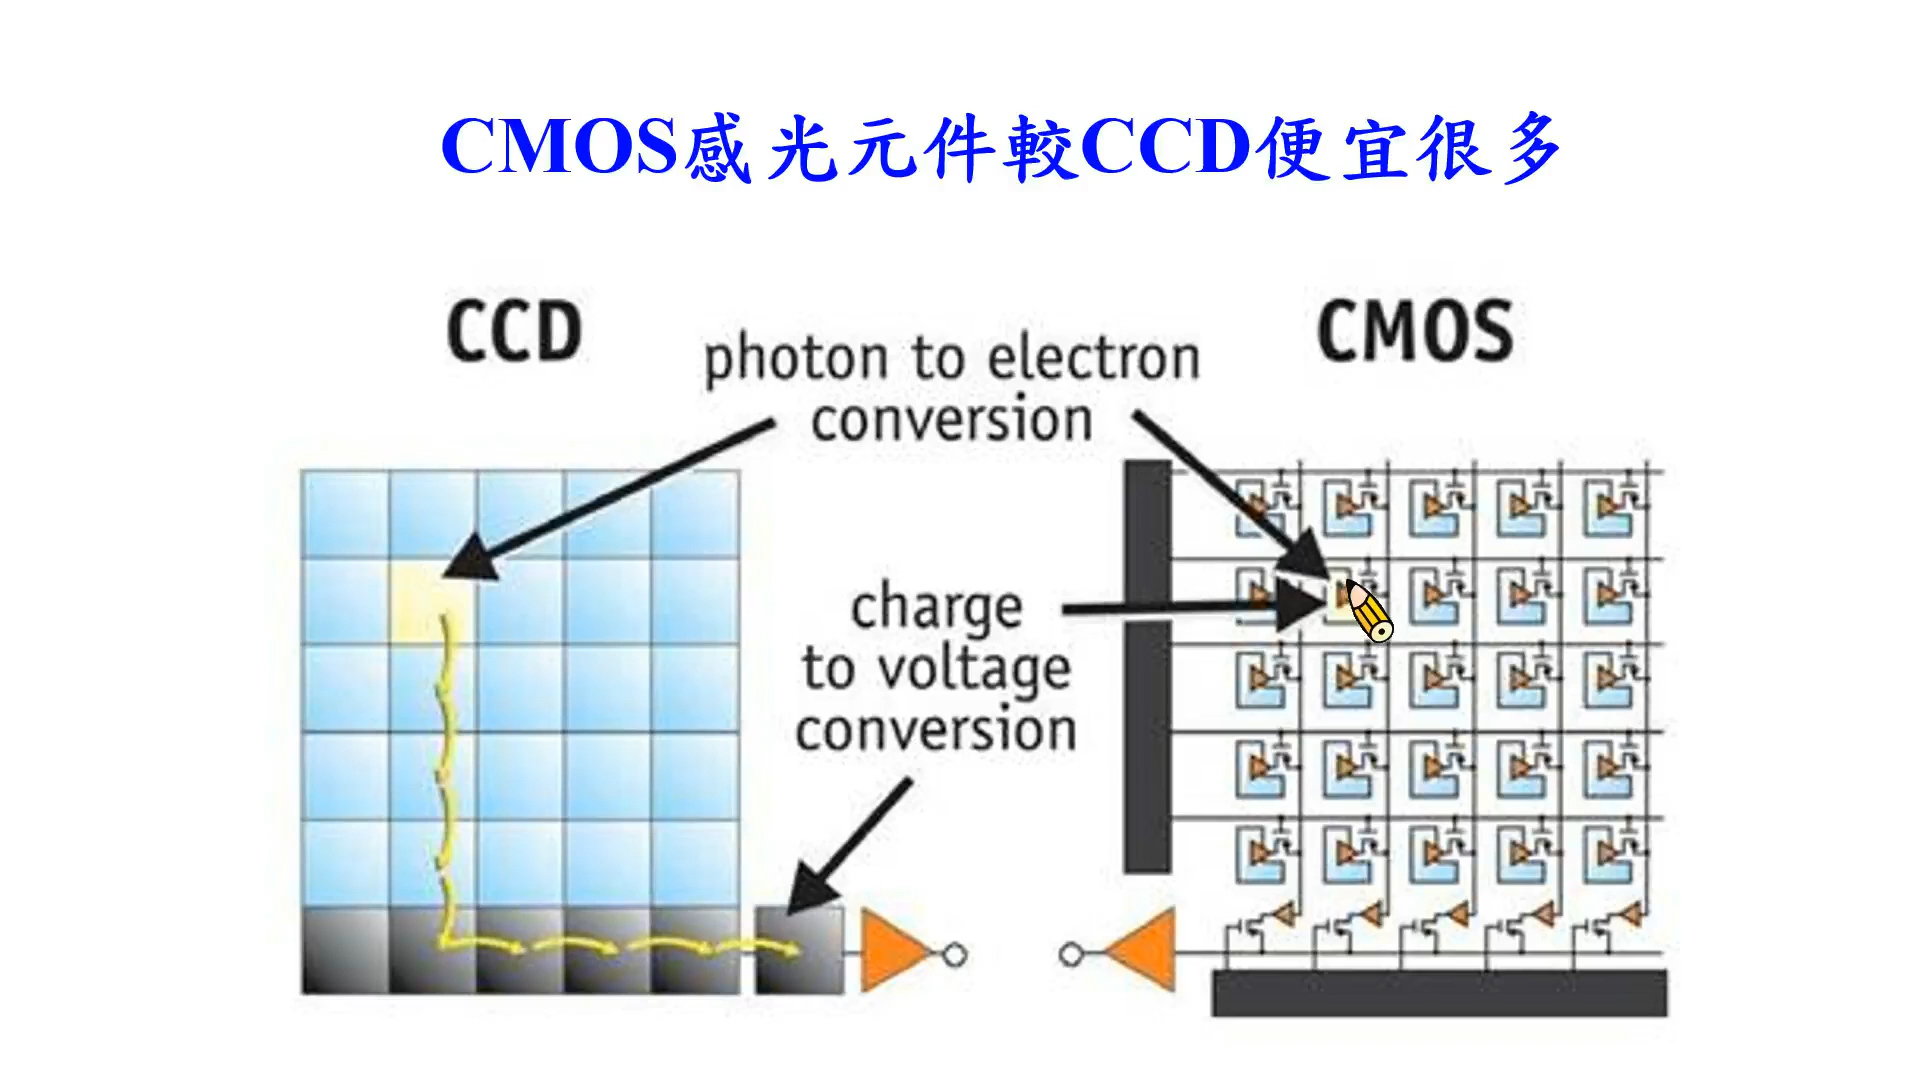 CMOS感光元件較CCD便宜很多
CCD
CMOS
photon to electron
conversion
charge
to voltage
conversion